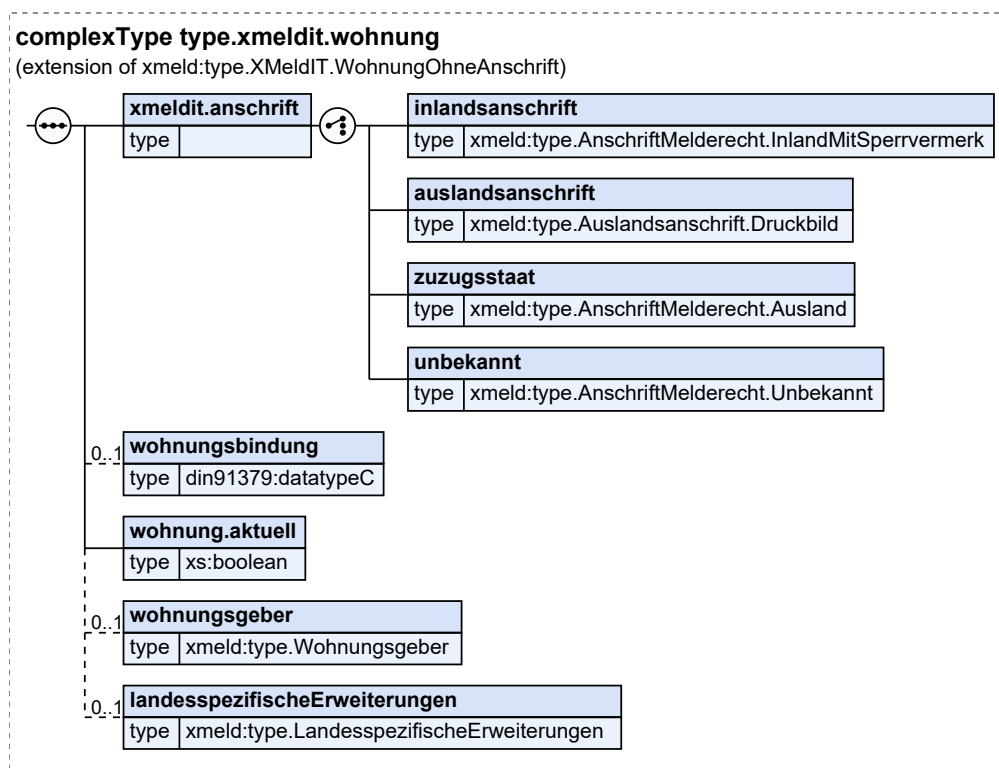 complexType type.xmeldit.wohnung
(extension of xmeld:type.XMeldIT.WohnungOhneAnschrift)
xmeldit.anschrift
type
inlandsanschrift
type xmeld:type.AnschriftMelderecht.InlandMitSperrvermerk
auslandsanschrift
type xmeld:type.Auslandsanschrift.Druckbild
zuzugsstaat
type xmeld:type.AnschriftMelderecht.Ausland
unbekannt
type xmeld:type.AnschriftMelderecht.Unbekannt
0..1
wohnungsbindung
type din91379:datatypeC
wohnung.aktuell
type xs:boolean
0..1
wohnungsgeber
type xmeld:type.Wohnungsgeber
0..1
landesspezifischeErweiterungen
type xmeld:type.LandesspezifischeErweiterungen